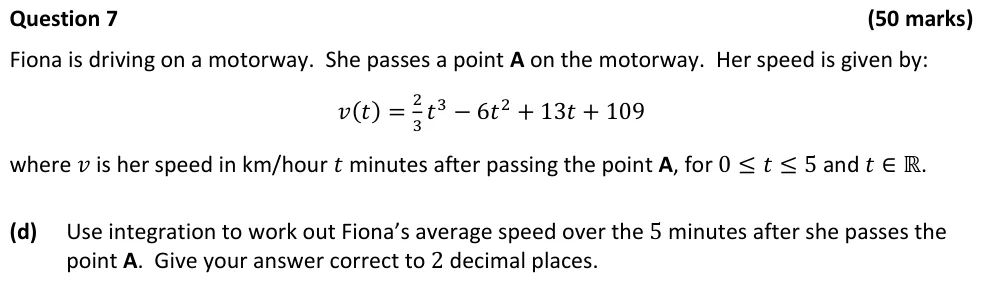 Question 7 (50 marks)
Fiona is driving on a motorway. She passes a point A on the motorway. Her speed is given by:
v(t) = 2/3 t³ − 6t² + 13t + 109
where v is her speed in km/hour t minutes after passing the point A, for 0 ≤ t ≤ 5 and t ∈ ℝ.
(d) Use integration to work out Fiona’s average speed over the 5 minutes after she passes the
point A. Give your answer correct to 2 decimal places.